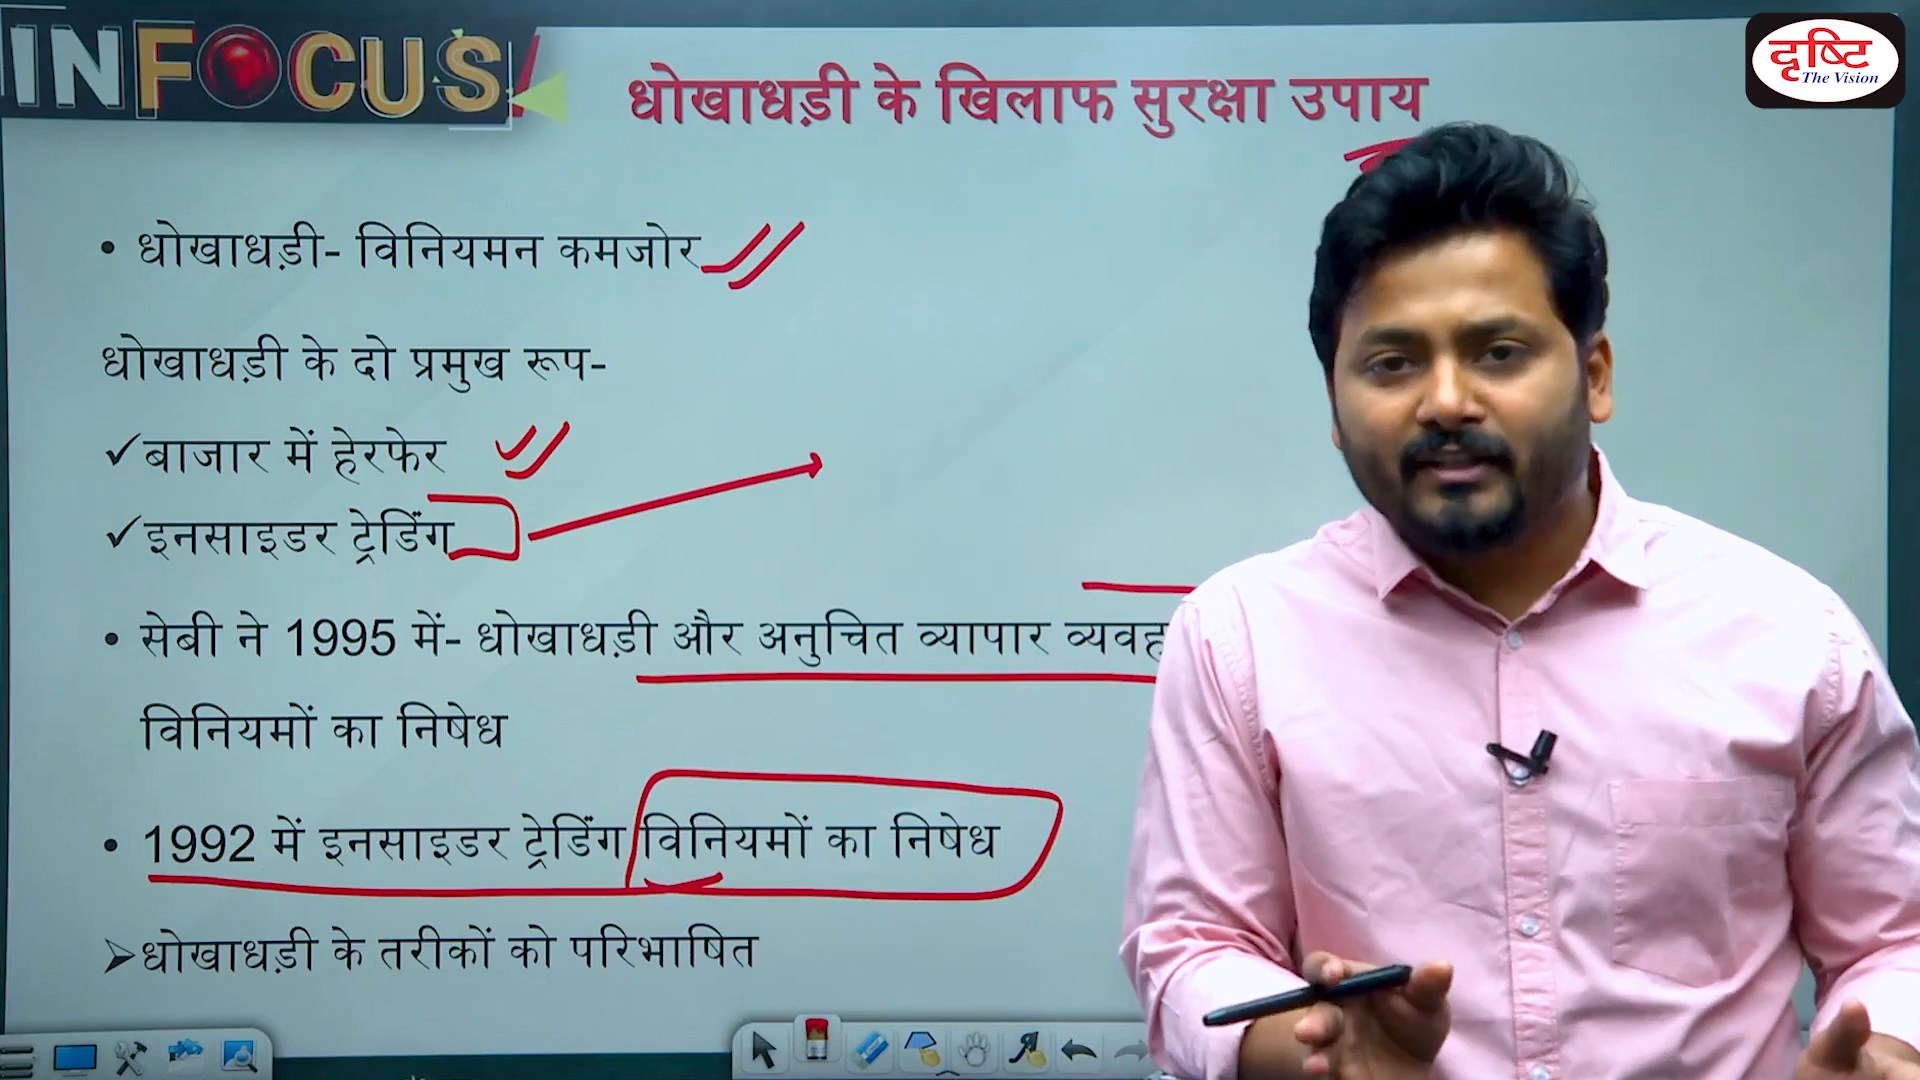 INFOCUS
दृष्टि
The Vision
धोखाधड़ी के खिलाफ सुरक्षा उपाय
• धोखाधड़ी- विनियमन कमजोर
धोखाधड़ी के दो प्रमुख रूप-
✓बाजार में हेरफेर
✓इनसाइडर ट्रेडिंग
• सेबी ने 1995 में- धोखाधड़ी और अनुचित व्यापार
विनियमों का निषेध
• 1992 में इनसाइडर ट्रेडिंग विनियमों का निषेध
➢धोखाधड़ी के तरीकों को परिभाषित